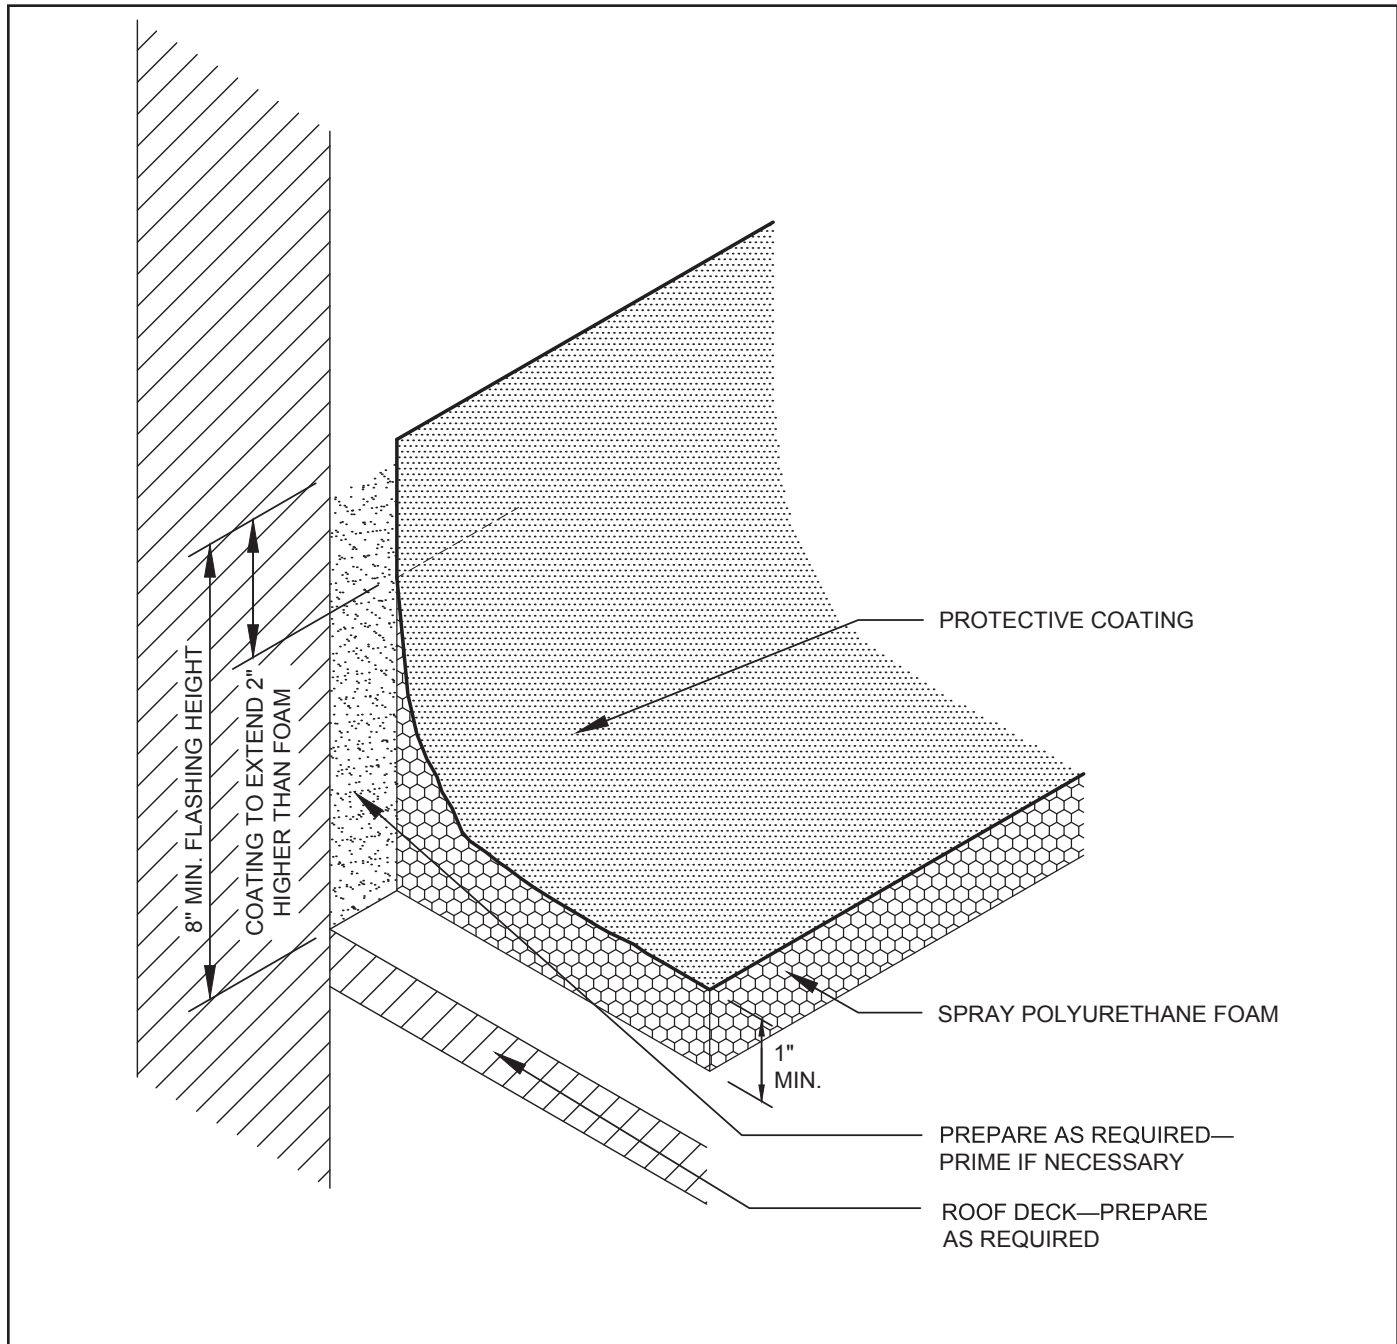 8" MIN. FLASHING HEIGHT
COATING TO EXTEND 2"
HIGHER THAN FOAM
PROTECTIVE COATING
SPRAY POLYURETHANE FOAM
1"
MIN.
PREPARE AS REQUIRED—
PRIME IF NECESSARY
ROOF DECK—PREPARE
AS REQUIRED